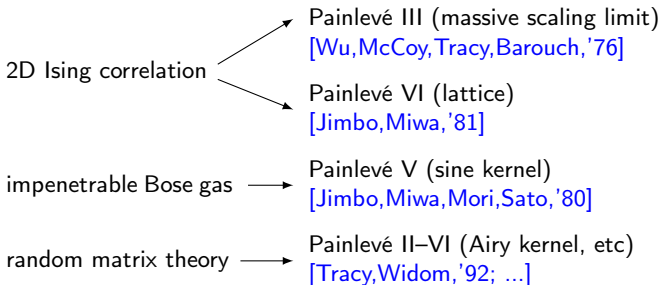 Painlevé III (massive scaling limit)
[Wu,McCoy,Tracy,Barouch,'76]
2D Ising correlation
Painlevé VI (lattice)
[Jimbo,Miwa,'81]
impenetrable Bose gas
Painlevé V (sine kernel)
[Jimbo,Miwa,Mori,Sato,'80]
random matrix theory
Painlevé II–VI (Airy kernel, etc)
[Tracy,Widom,'92; ...]